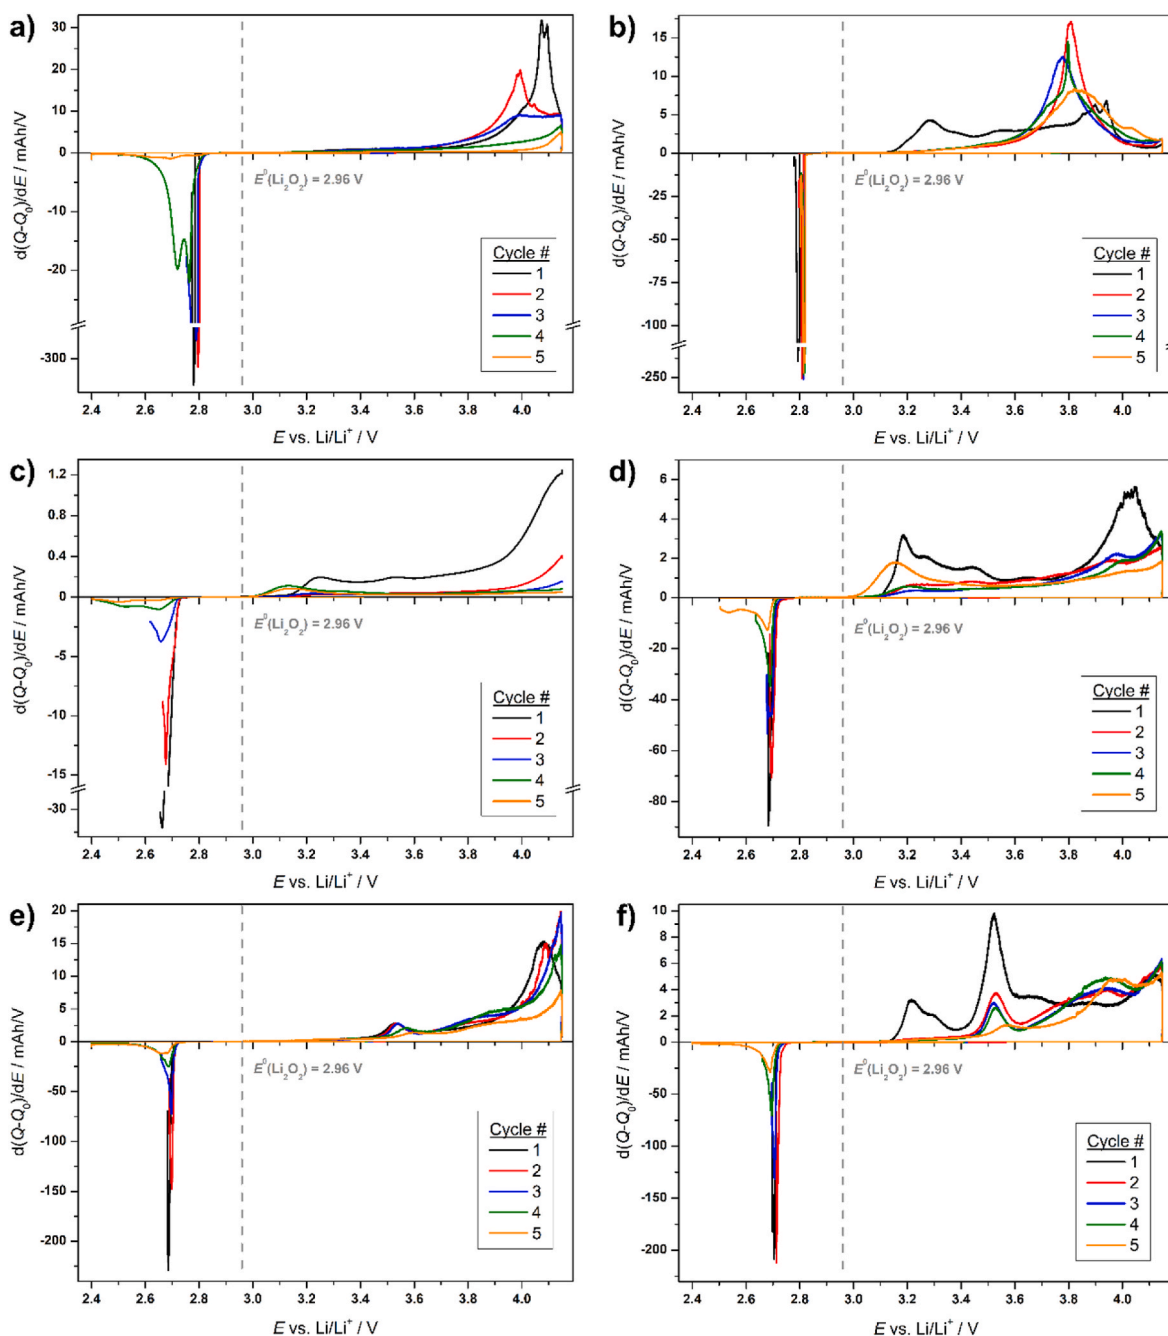 a)
30
20
10
0
-10
-20
-300
d(Q-Q₀)/dE / mAh/V
E⁰(Li₂O₂) = 2.96 V
Cycle #
1
2
3
4
5
2.4 2.6 2.8 3.0 3.2 3.4 3.6 3.8 4.0
E vs. Li/Li⁺ / V
b)
15
10
5
0
-25
-50
-75
-100
-250
d(Q-Q₀)/dE / mAh/V
E⁰(Li₂O₂) = 2.96 V
Cycle #
1
2
3
4
5
2.4 2.6 2.8 3.0 3.2 3.4 3.6 3.8 4.0
E vs. Li/Li⁺ / V
c)
1.2
0.8
0.4
0
-5
-10
-15
-30
d(Q-Q₀)/dE / mAh/V
E⁰(Li₂O₂) = 2.96 V
Cycle #
1
2
3
4
5
2.4 2.6 2.8 3.0 3.2 3.4 3.6 3.8 4.0
E vs. Li/Li⁺ / V
d)
6
4
2
0
-20
-40
-60
-80
d(Q-Q₀)/dE / mAh/V
E⁰(Li₂O₂) = 2.96 V
Cycle #
1
2
3
4
5
2.4 2.6 2.8 3.0 3.2 3.4 3.6 3.8 4.0
E vs. Li/Li⁺ / V
e)
20
15
10
5
0
-50
-100
-150
-200
d(Q-Q₀)/dE / mAh/V
E⁰(Li₂O₂) = 2.96 V
Cycle #
1
2
3
4
5
2.4 2.6 2.8 3.0 3.2 3.4 3.6 3.8 4.0
E vs. Li/Li⁺ / V
f)
10
8
6
4
2
0
-50
-100
-150
-200
d(Q-Q₀)/dE / mAh/V
E⁰(Li₂O₂) = 2.96 V
Cycle #
1
2
3
4
5
2.4 2.6 2.8 3.0 3.2 3.4 3.6 3.8 4.0
E vs. Li/Li⁺ / V